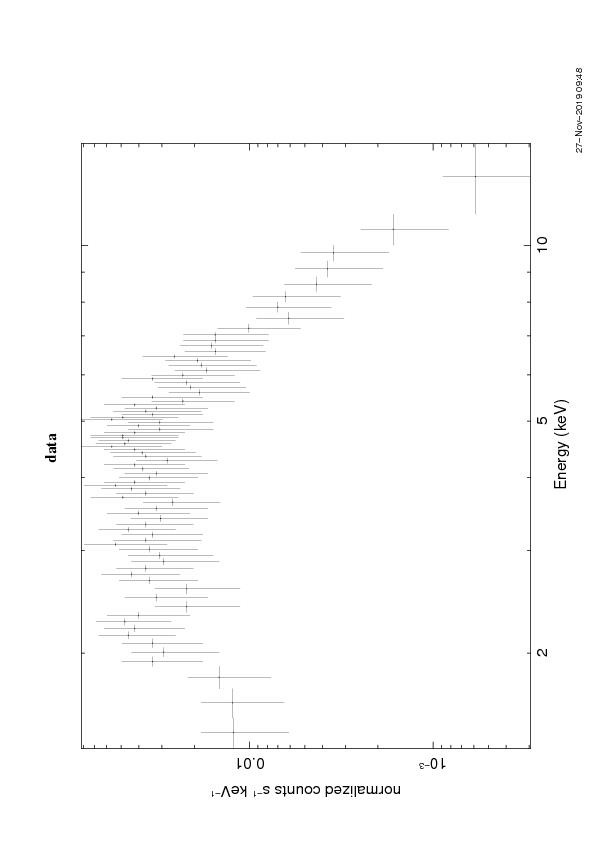 data
0.01
10⁻³
normalized counts s⁻¹ keV⁻¹
2
5
10
Energy (keV)
27−Nov−2019 09:48